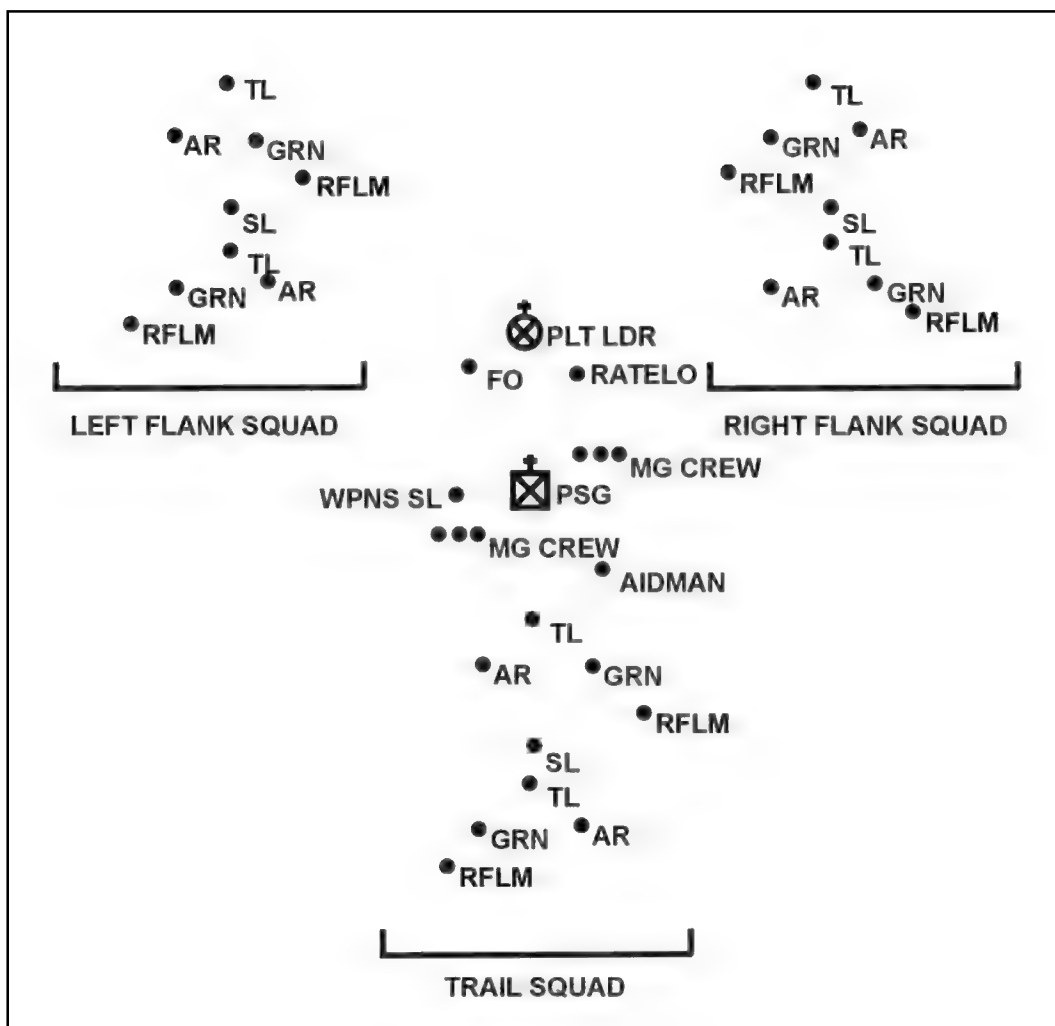 TL
TL
AR
GRN
GRN
AR
RFLM
RFLM
SL
SL
TL
TL
GRN
AR
AR
GRN
RFLM
RFLM
PLT LDR
FO
RATELO
LEFT FLANK SQUAD
RIGHT FLANK SQUAD
MG CREW
WPNS SL
PSG
MG CREW
AIDMAN
TL
AR
GRN
RFLM
SL
TL
GRN
AR
RFLM
TRAIL SQUAD